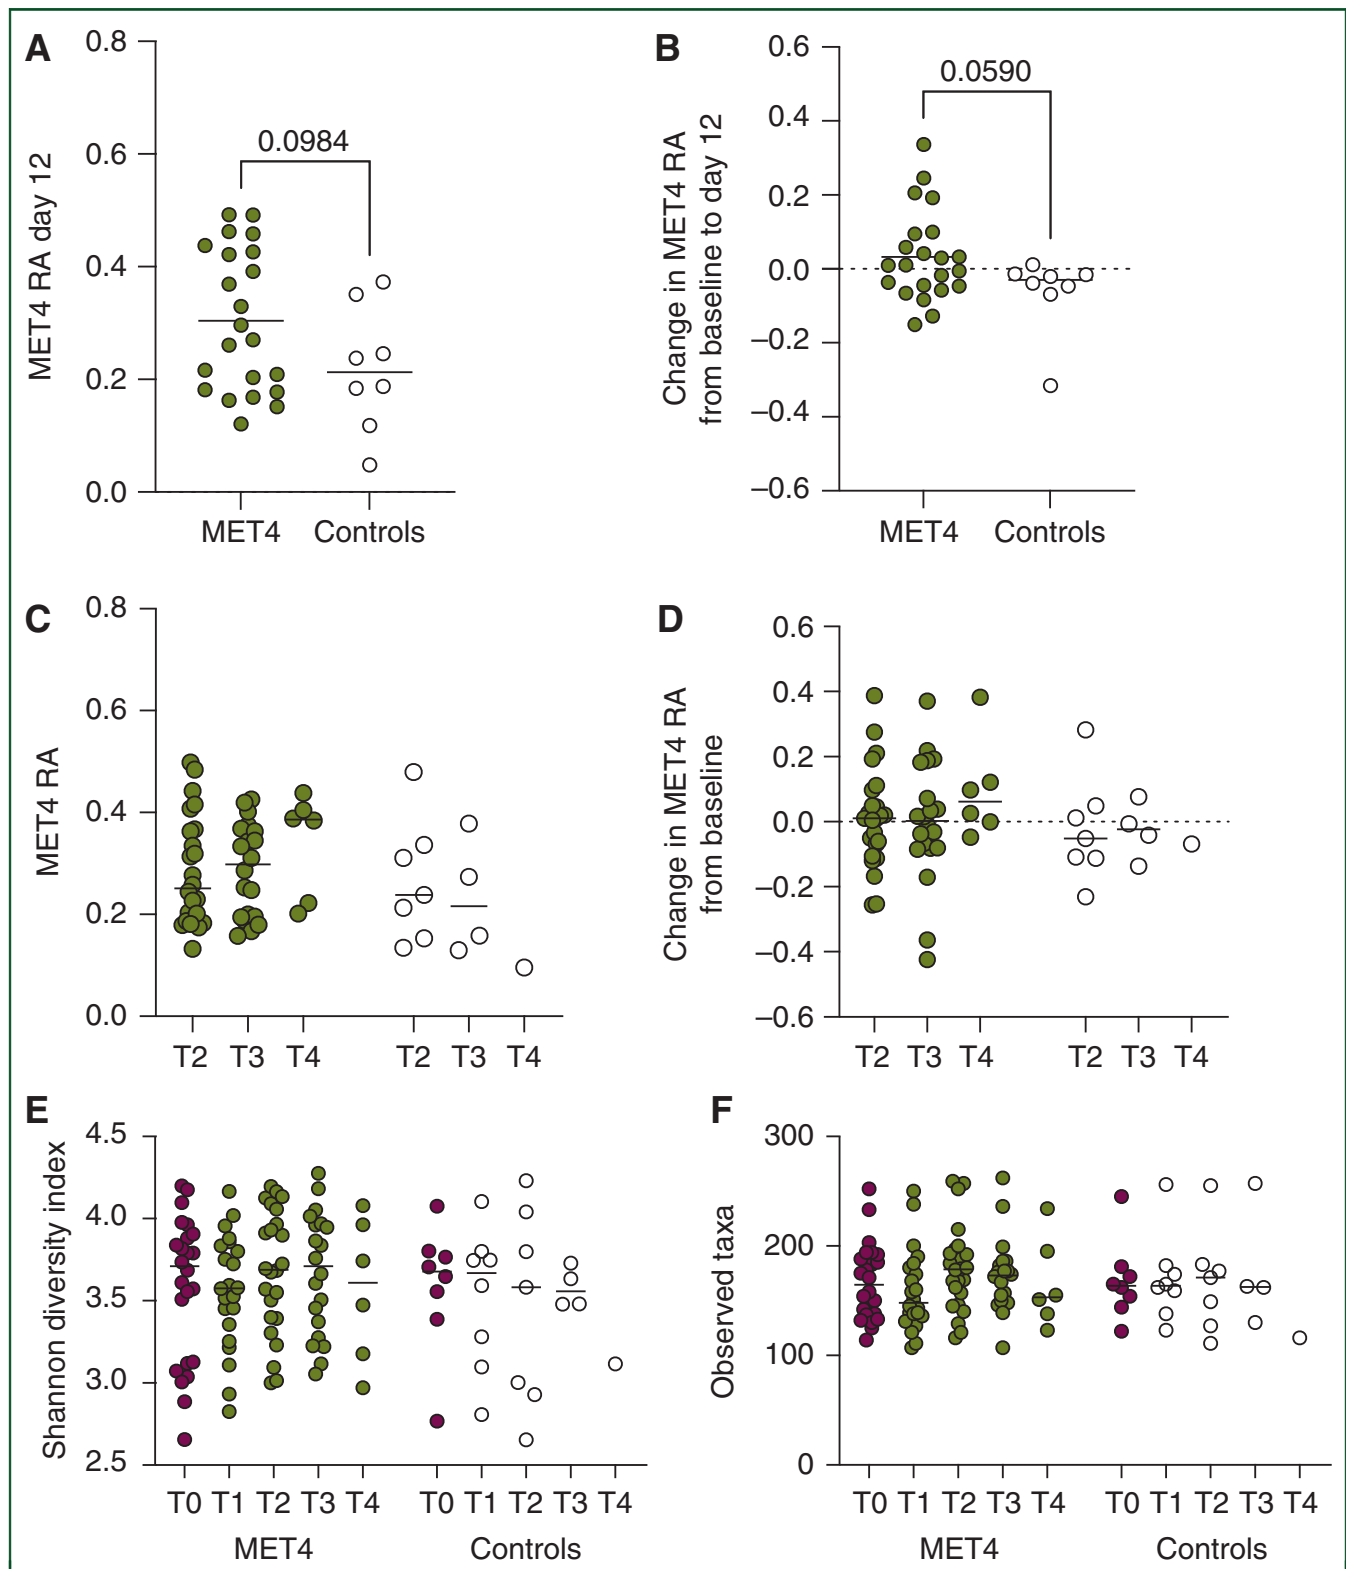 A
MET4 RA day 12
0.8
0.6
0.4
0.2
0.0
0.0984
MET4 Controls
B
Change in MET4 RA
from baseline to day 12
0.6
0.4
0.2
0.0
–0.2
–0.4
–0.6
0.0590
MET4 Controls
C
MET4 RA
0.8
0.6
0.4
0.2
0.0
T2 T3 T4 T2 T3 T4
D
Change in MET4 RA
from baseline
0.6
0.4
0.2
0.0
–0.2
–0.4
–0.6
T2 T3 T4 T2 T3 T4
E
Shannon diversity index
4.5
4.0
3.5
3.0
2.5
T0 T1 T2 T3 T4 T0 T1 T2 T3 T4
MET4 Controls
F
Observed taxa
300
200
100
0
T0 T1 T2 T3 T4 T0 T1 T2 T3 T4
MET4 Controls